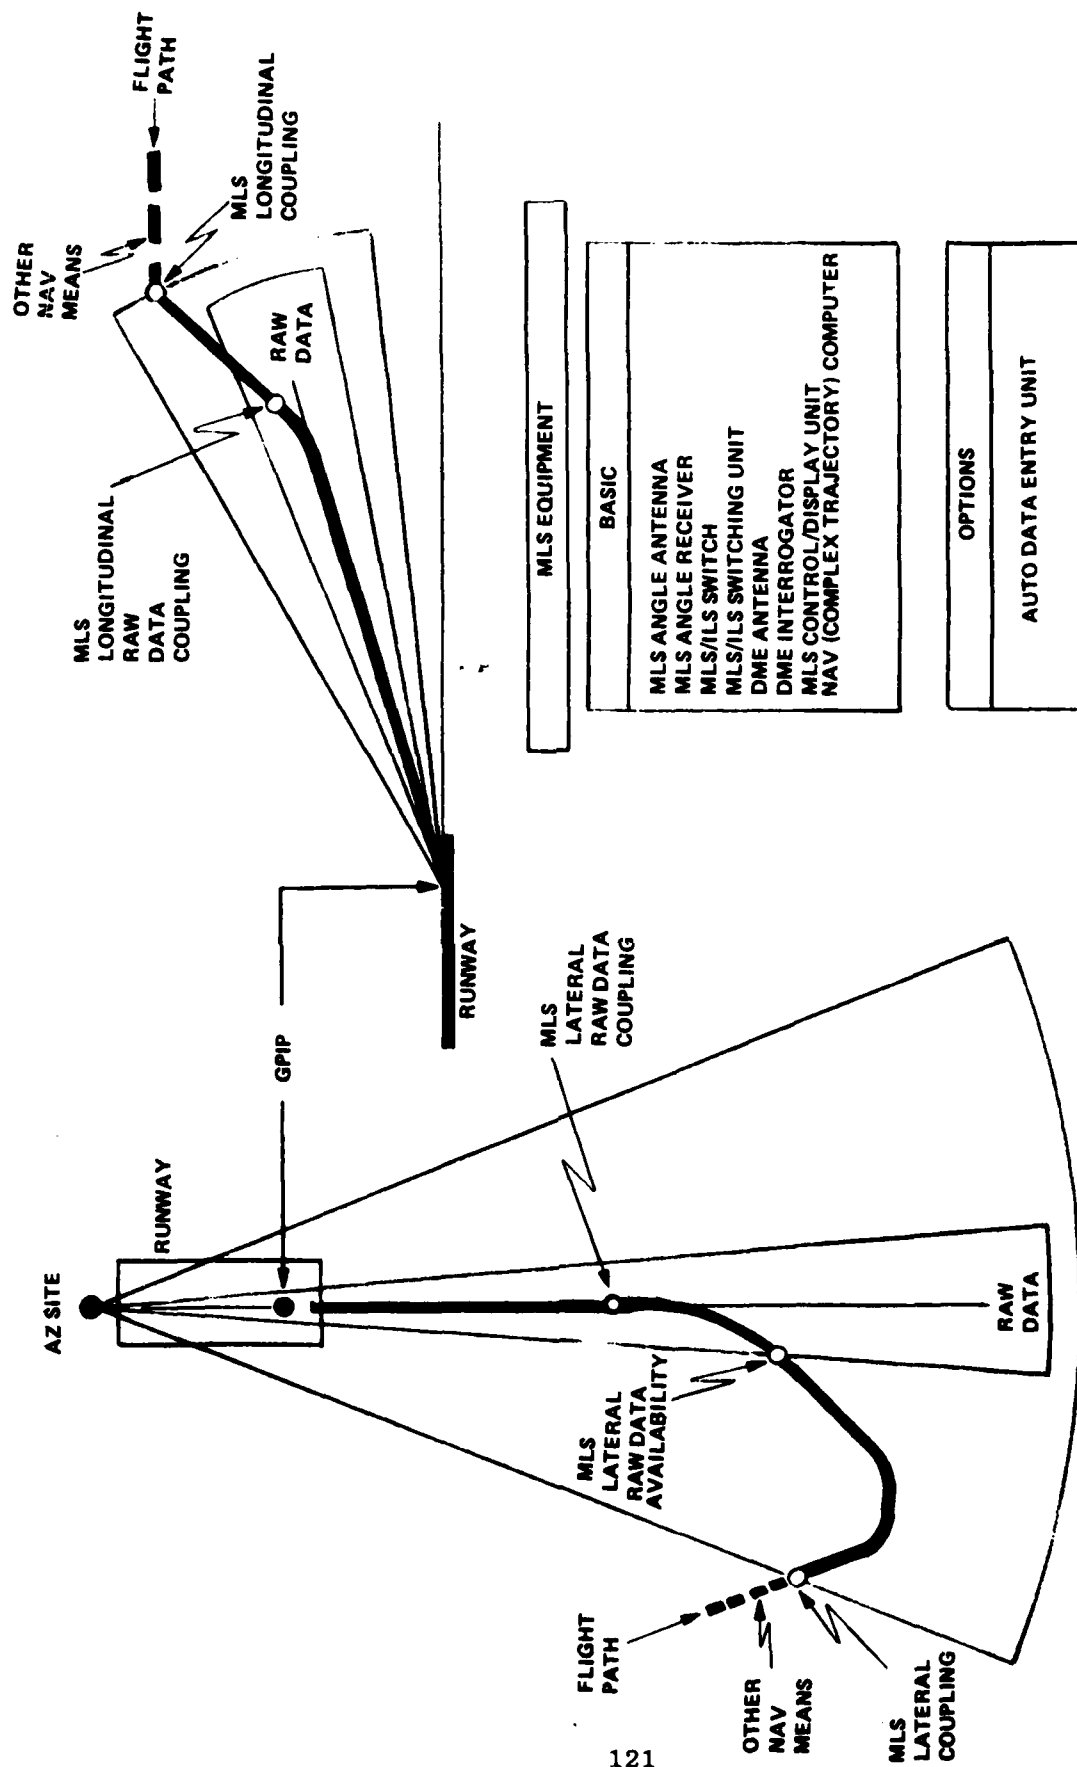 AZ SITE
RUNWAY
GPIP
MLS
LATERAL
RAW DATA
COUPLING
MLS
LATERAL
RAW DATA
AVAILABILITY
RAW
DATA
FLIGHT
PATH
OTHER
NAV
MEANS
MLS
LATERAL
COUPLING
OTHER
NAV
MEANS
FLIGHT
PATH
MLS
LONGITUDINAL
COUPLING
RAW
DATA
MLS
LONGITUDINAL
RAW
DATA
COUPLING
RUNWAY
MLS EQUIPMENT
BASIC
MLS ANGLE ANTENNA
MLS ANGLE RECEIVER
MLS/ILS SWITCH
MLS/ILS SWITCHING UNIT
DME ANTENNA
DME INTERROGATOR
MLS CONTROL/DISPLAY UNIT
NAV (COMPLEX TRAJECTORY) COMPUTER
OPTIONS
AUTO DATA ENTRY UNIT
121